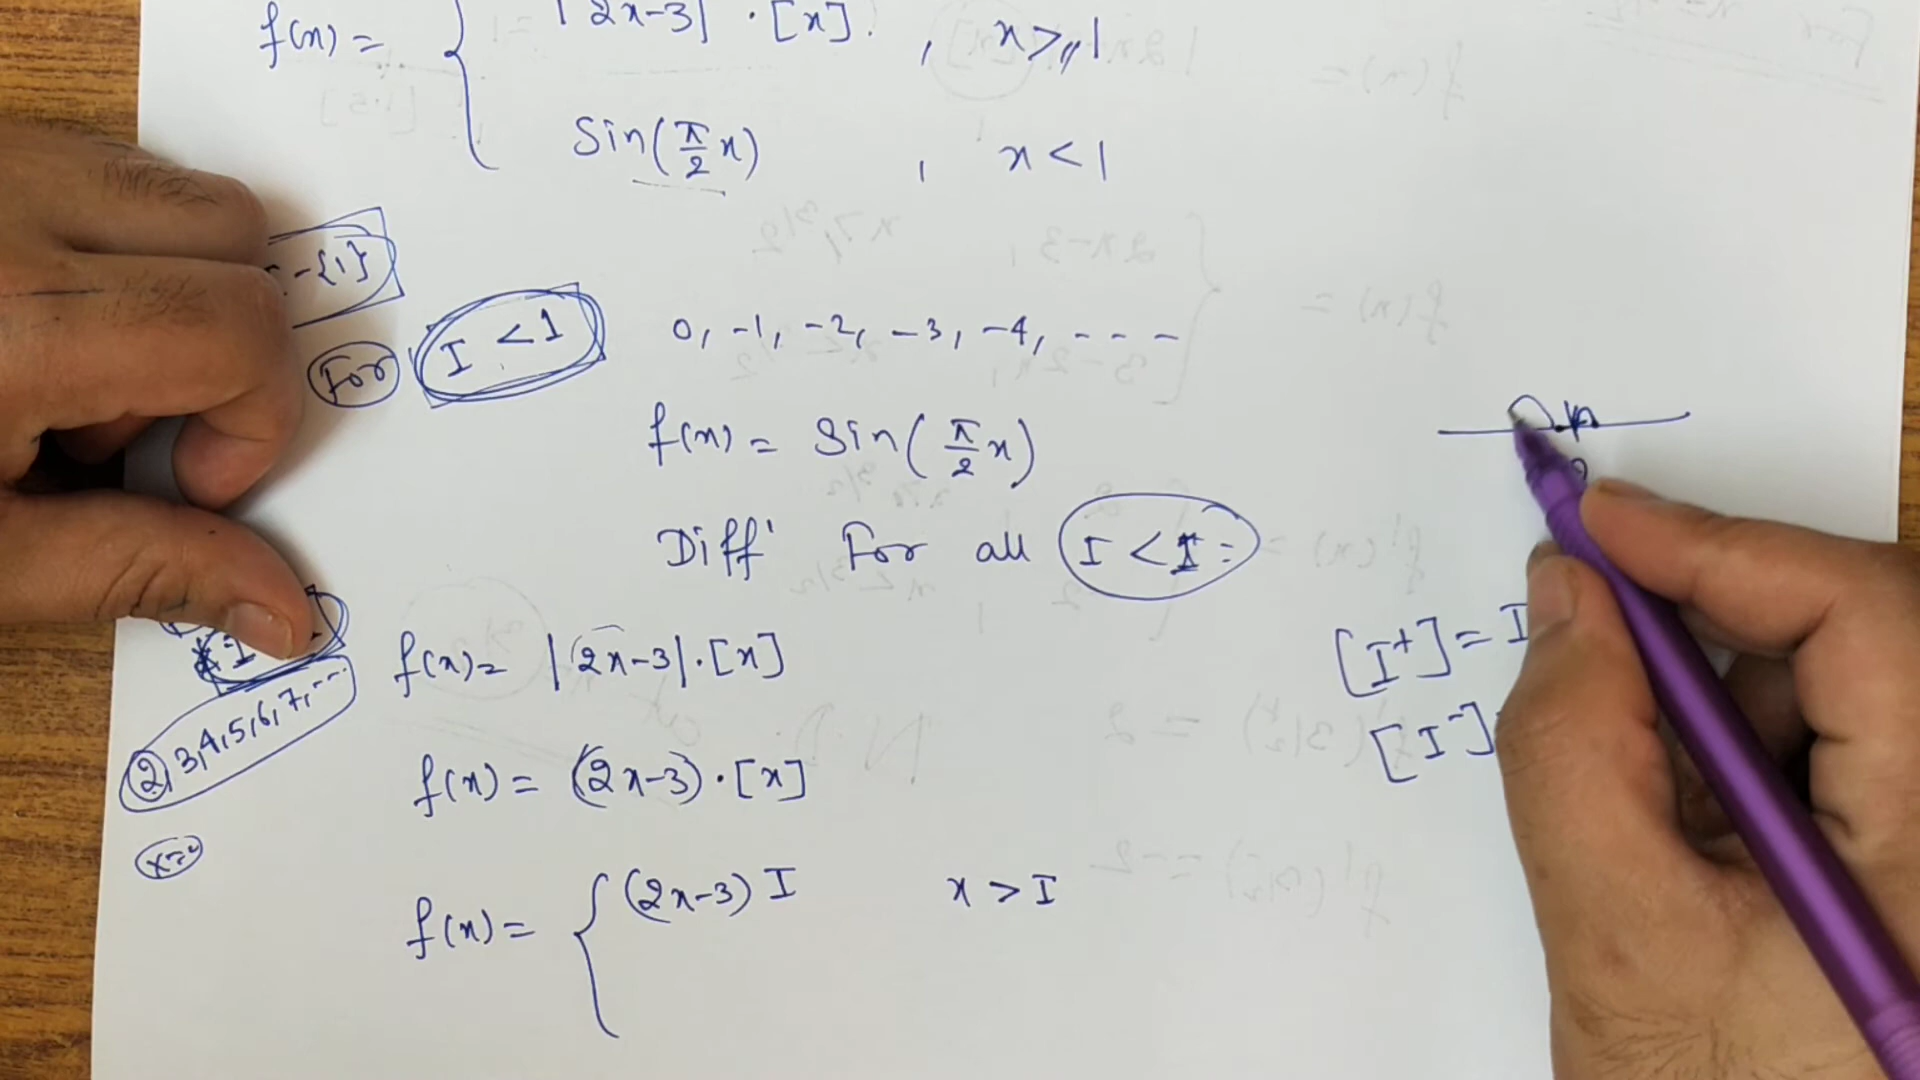 f(x) = { |2x-3| · [x] , x ≥ 1
Sin(π/2 x) , x < 1
-{1}
For I < 1 0, -1, -2, -3, -4, - - -
f(x) = Sin(π/2 x)
Diff' For all I < 1
f(x) = |2x-3| · [x]
[I⁺] = I
2, 3, 4, 5, 6, 7, ...
[I⁻]
f(x) = (2x-3) · [x]
f(x) = { (2x-3) I x > I